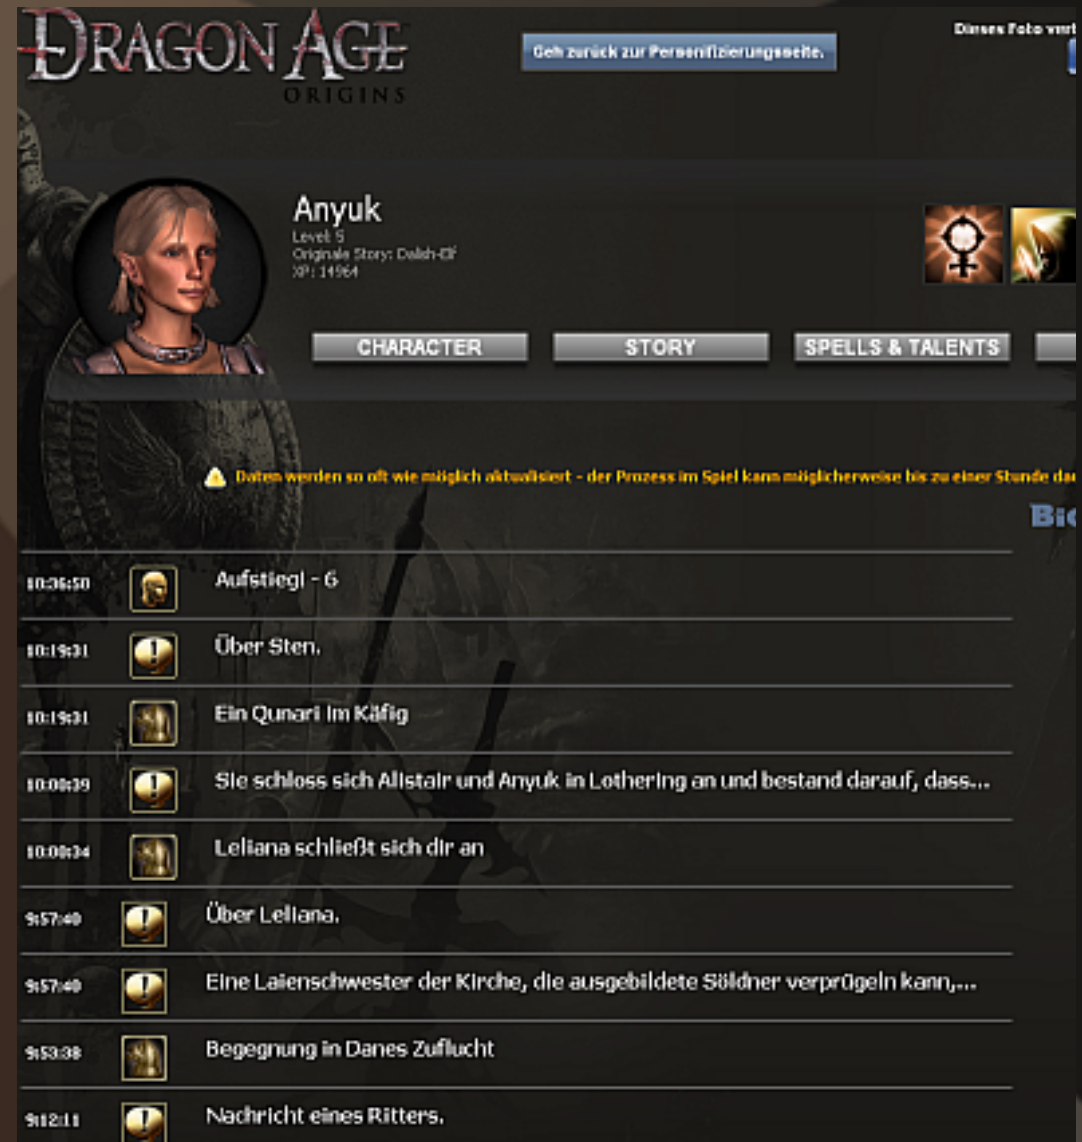 DRAGON AGE
ORIGINS
Geh zurück zur Personifizierungsseite.
Dieses Foto
Anyuk
Level: 5
Originale Story: Dalish-Elf
XP: 14964
CHARACTER
STORY
SPELLS & TALENTS
Daten werden so oft wie möglich aktualisiert - der Prozess im Spiel kann möglicherweise bis zu einer Stunde
10:36:50 Aufstieg! - 6
10:19:31 Über Sten.
10:19:31 Ein Qunari im Käfig
10:00:39 Sie schloss sich Alistair und Anyuk in Lothering an und bestand darauf, dass...
10:00:34 Leliana schließt sich dir an
9:57:40 Über Leliana.
9:57:40 Eine Laienschwester der Kirche, die ausgebildete Söldner verprügeln kann,...
9:53:38 Begegnung in Danes Zuflucht
9:12:11 Nachricht eines Ritters.